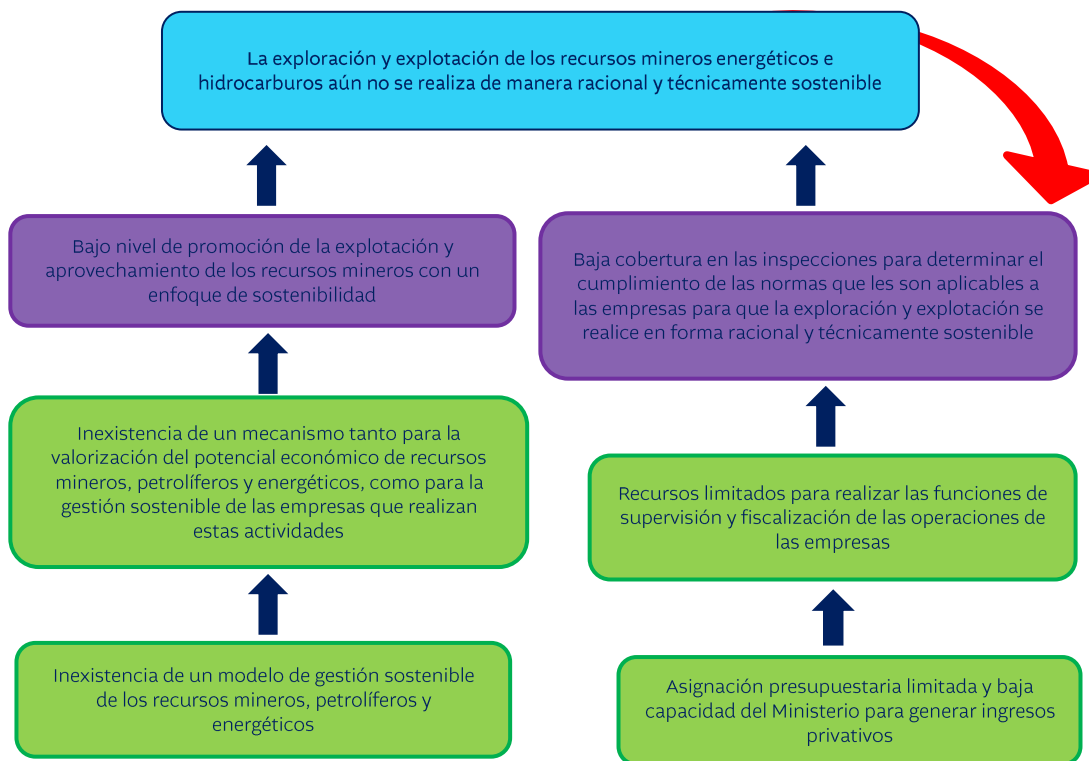 La exploración y explotación de los recursos mineros energéticos e
hidrocarburos aún no se realiza de manera racional y técnicamente sostenible
Bajo nivel de promoción de la explotación y
aprovechamiento de los recursos mineros con un
enfoque de sostenibilidad
Baja cobertura en las inspecciones para determinar el
cumplimiento de las normas que les son aplicables a
las empresas para que la exploración y explotación se
realice en forma racional y técnicamente sostenible
Inexistencia de un mecanismo tanto para la
valorización del potencial económico de recursos
mineros, petrolíferos y energéticos, como para la
gestión sostenible de las empresas que realizan
estas actividades
Recursos limitados para realizar las funciones de
supervisión y fiscalización de las operaciones de
las empresas
Inexistencia de un modelo de gestión sostenible
de los recursos mineros, petrolíferos y
energéticos
Asignación presupuestaria limitada y baja
capacidad del Ministerio para generar ingresos
privativos